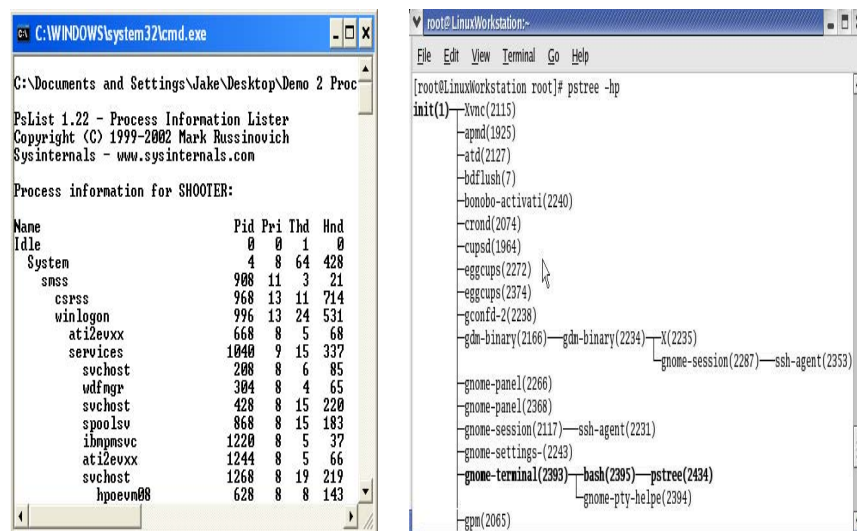 C:\WINDOWS\system32\cmd.exe
C:\Documents and Settings\Jake\Desktop\Demo 2 Proc
PsList 1.22 - Process Information Lister
Copyright (C) 1999-2002 Mark Russinovich
Sysinternals - www.sysinternals.com
Process information for SHOOTER:
Name Pid Pri Thd Hnd
Idle 0 0 1 0
System 4 8 64 428
smss 908 11 3 21
csrss 968 13 11 714
winlogon 996 13 24 531
ati2evxx 668 8 5 68
services 1040 9 15 337
svchost 208 8 6 85
wdfmgr 304 8 4 65
svchost 428 8 15 220
spoolsv 868 8 15 183
ibmpmsvc 1220 8 5 37
ati2evxx 1244 8 5 66
svchost 1268 8 19 219
hpoevm08 628 8 8 143
root@LinuxWorkstation:~
File Edit View Terminal Go Help
[root@LinuxWorkstation root]# pstree -hp
init(1)─┬─Xvnc(2115)
├─apmd(1925)
├─atd(2127)
├─bdflush(7)
├─bonobo-activati(2240)
├─crond(2074)
├─cupsd(1964)
├─eggcups(2272)
├─eggcups(2374)
├─gconfd-2(2238)
├─gdm-binary(2166)───gdm-binary(2234)─┬─X(2235)
└─gnome-session(2287)───ssh-agent(2353)
├─gnome-panel(2266)
├─gnome-panel(2368)
├─gnome-session(2117)───ssh-agent(2231)
├─gnome-settings-(2243)
├─gnome-terminal(2393)─┬─bash(2395)───pstree(2434)
└─gnome-pty-helpe(2394)
├─gpm(2065)